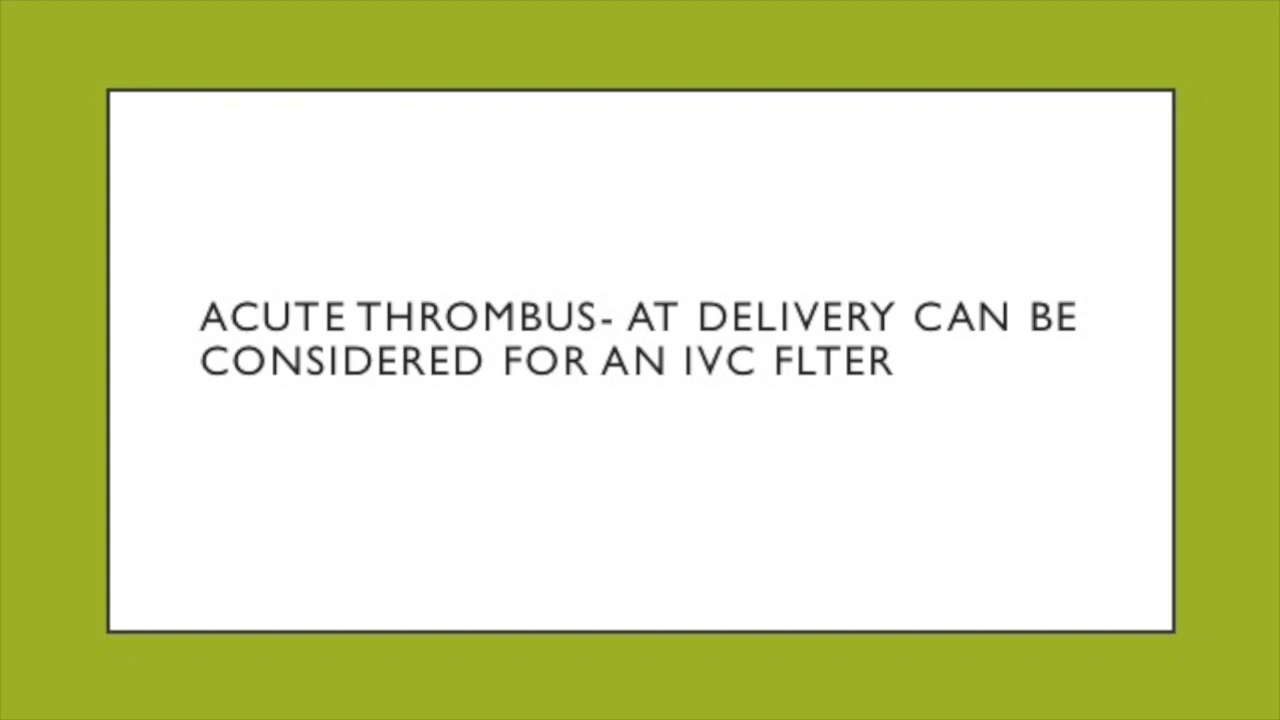 ACUTE THROMBUS- AT DELIVERY CAN BE
CONSIDERED FOR AN IVC FLTER